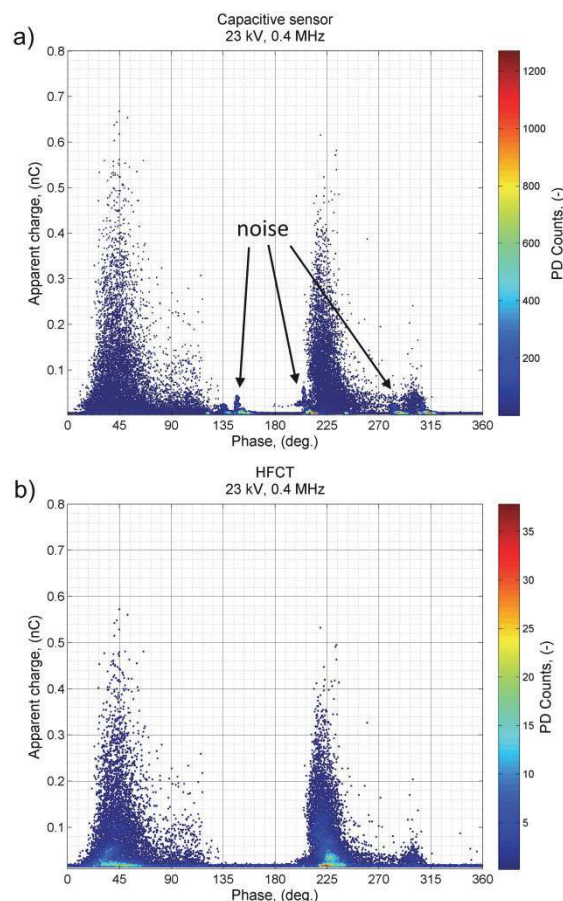 a)
Capacitive sensor
23 kV, 0.4 MHz
0.8
0.7
0.6
0.5
0.4
0.3
0.2
0.1
Apparent charge, (nC)
noise
0 45 90 135 180 225 270 315 360
Phase, (deg.)
1200
1000
800
600
400
200
PD Counts, (-)
b)
HFCT
23 kV, 0.4 MHz
0.8
0.7
0.6
0.5
0.4
0.3
0.2
0.1
Apparent charge, (nC)
0 45 90 135 180 225 270 315 360
Phase, (deg.)
35
30
25
20
15
10
5
PD Counts, (-)